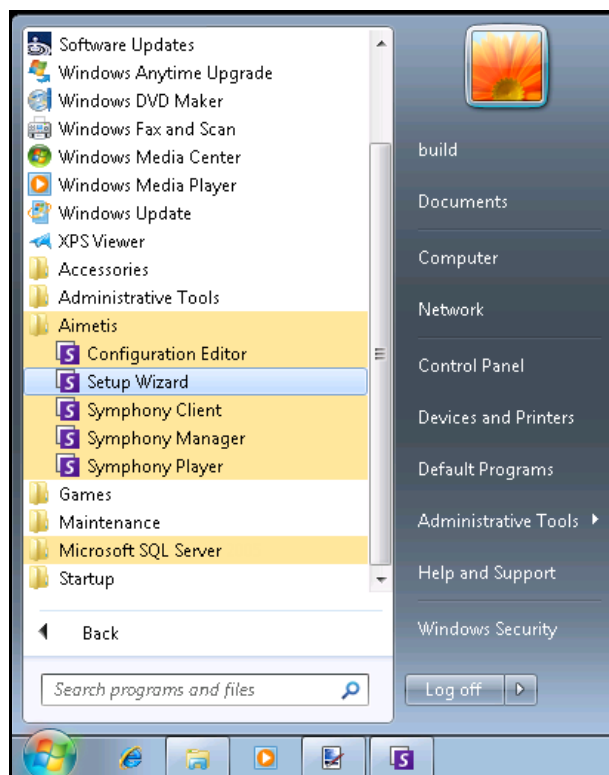 Software Updates
Windows Anytime Upgrade
Windows DVD Maker
Windows Fax and Scan
Windows Media Center
Windows Media Player
Windows Update
XPS Viewer
Accessories
Administrative Tools
Aimetis
Configuration Editor
Setup Wizard
Symphony Client
Symphony Manager
Symphony Player
Games
Maintenance
Microsoft SQL Server
Startup
Back
Search programs and files
build
Documents
Computer
Network
Control Panel
Devices and Printers
Default Programs
Administrative Tools
Help and Support
Windows Security
Log off